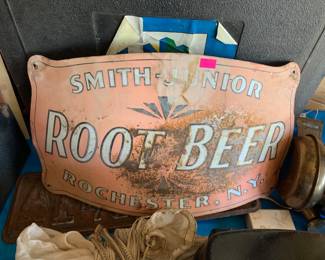 SMITH-JUNIOR
ROOT BEER
ROCHESTER, N.Y.